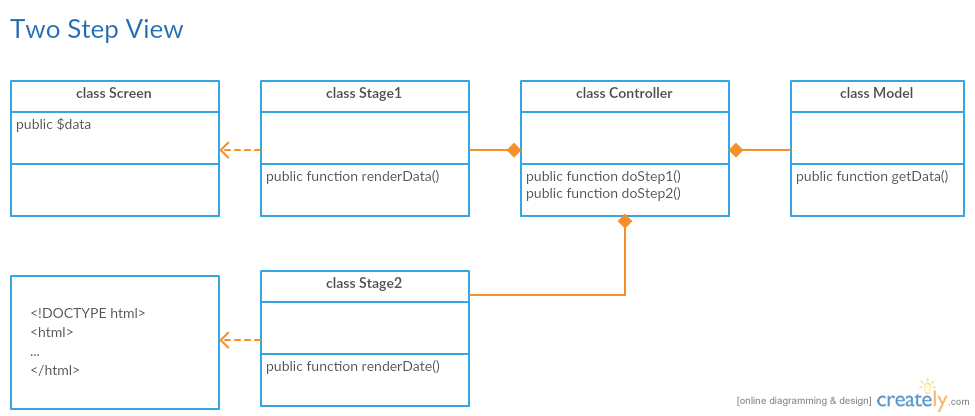 Two Step View
class Screen
public $data
class Stage1
public function renderData()
class Controller
public function doStep1()
public function doStep2()
class Model
public function getData()
<!DOCTYPE html>
<html>
...
</html>
class Stage2
public function renderDate()
[online diagramming & design] creately.com